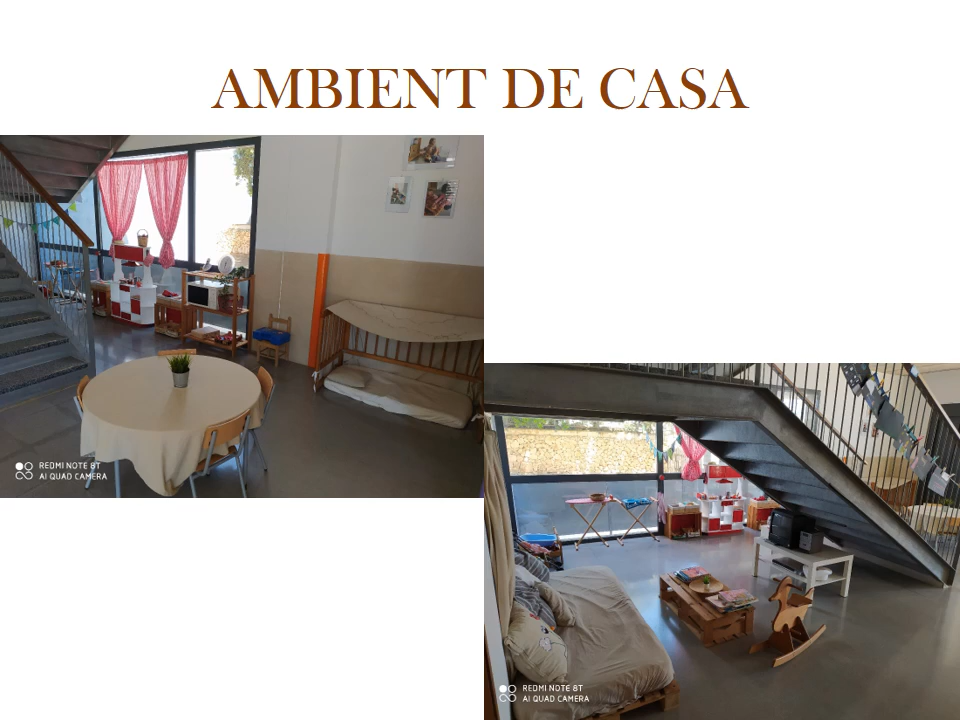 AMBIENT DE CASA
REDMI NOTE 8T
AI QUAD CAMERA
REDMI NOTE 8T
AI QUAD CAMERA